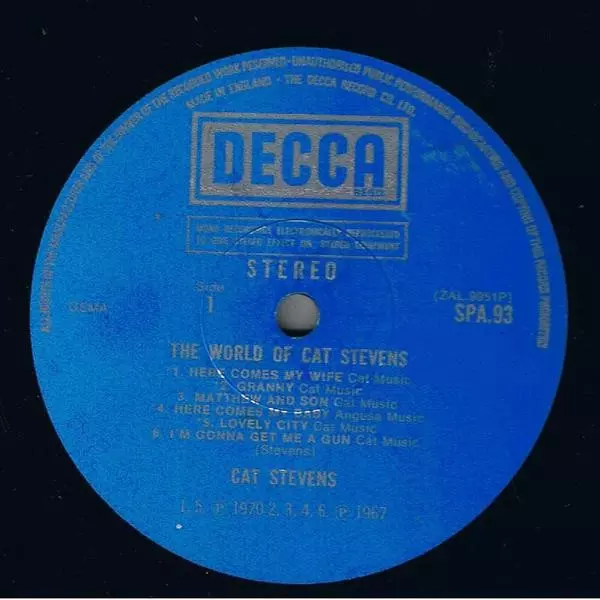 ALL RIGHTS OF THE MANUFACTURER AND OF THE OWNER OF THE RECORDED WORK RESERVED · UNAUTHORISED PUBLIC PERFORMANCE, BROADCASTING AND COPYING OF THIS RECORD PROHIBITED
MADE IN ENGLAND · THE DECCA RECORD CO. LTD.
DECCA
REGD.
MONO RECORDING ELECTRONICALLY REPROCESSED
TO GIVE STEREO EFFECT ON STEREO EQUIPMENT
STEREO
Side
1
(ZAL.9951P)
SPA.93
THE WORLD OF CAT STEVENS
1. HERE COMES MY WIFE Cat Music
2. GRANNY Cat Music
3. MATTHEW AND SON Cat Music
4. HERE COMES MY BABY Angusa Music
5. LOVELY CITY Cat Music
6. I'M GONNA GET ME A GUN Cat Music
(Stevens)
CAT STEVENS
1, 5. ℗ 1970 2, 3, 4, 6. ℗ 1967